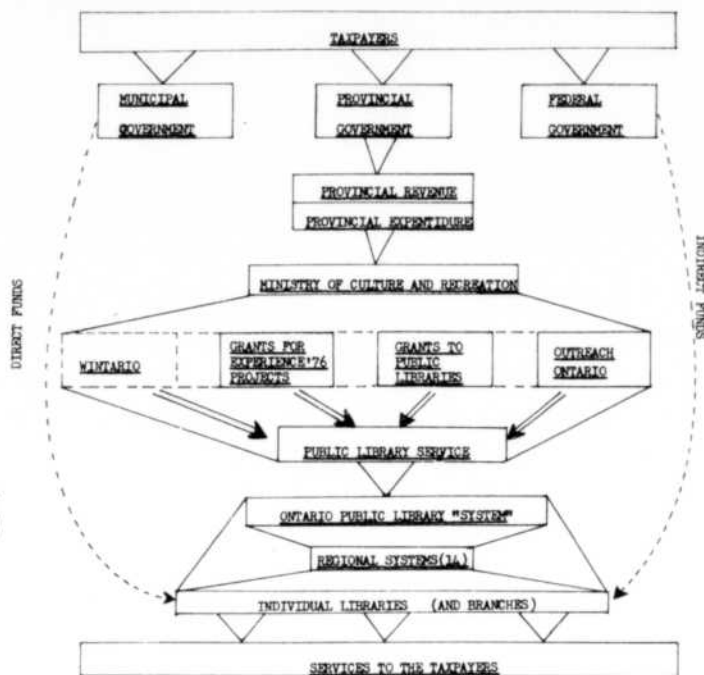 TAXPAYERS
MUNICIPAL
GOVERNMENT
PROVINCIAL
GOVERNMENT
FEDERAL
GOVERNMENT
PROVINCIAL REVENUE
PROVINCIAL EXPENTIDURE
MINISTRY OF CULTURE AND RECREATION
DIRECT FUNDS
INDIRECT FUNDS
WINTARIO
GRANTS FOR
EXPERIENCE'76
PROJECTS
GRANTS TO
PUBLIC
LIBRARIES
OUTREACH
ONTARIO
PUBLIC LIBRARY SERVICE
ONTARIO PUBLIC LIBRARY "SYSTEM"
REGIONAL SYSTEMS(14)
INDIVIDUAL LIBRARIES (AND BRANCHES)
SERVICES TO THE TAXPAYERS